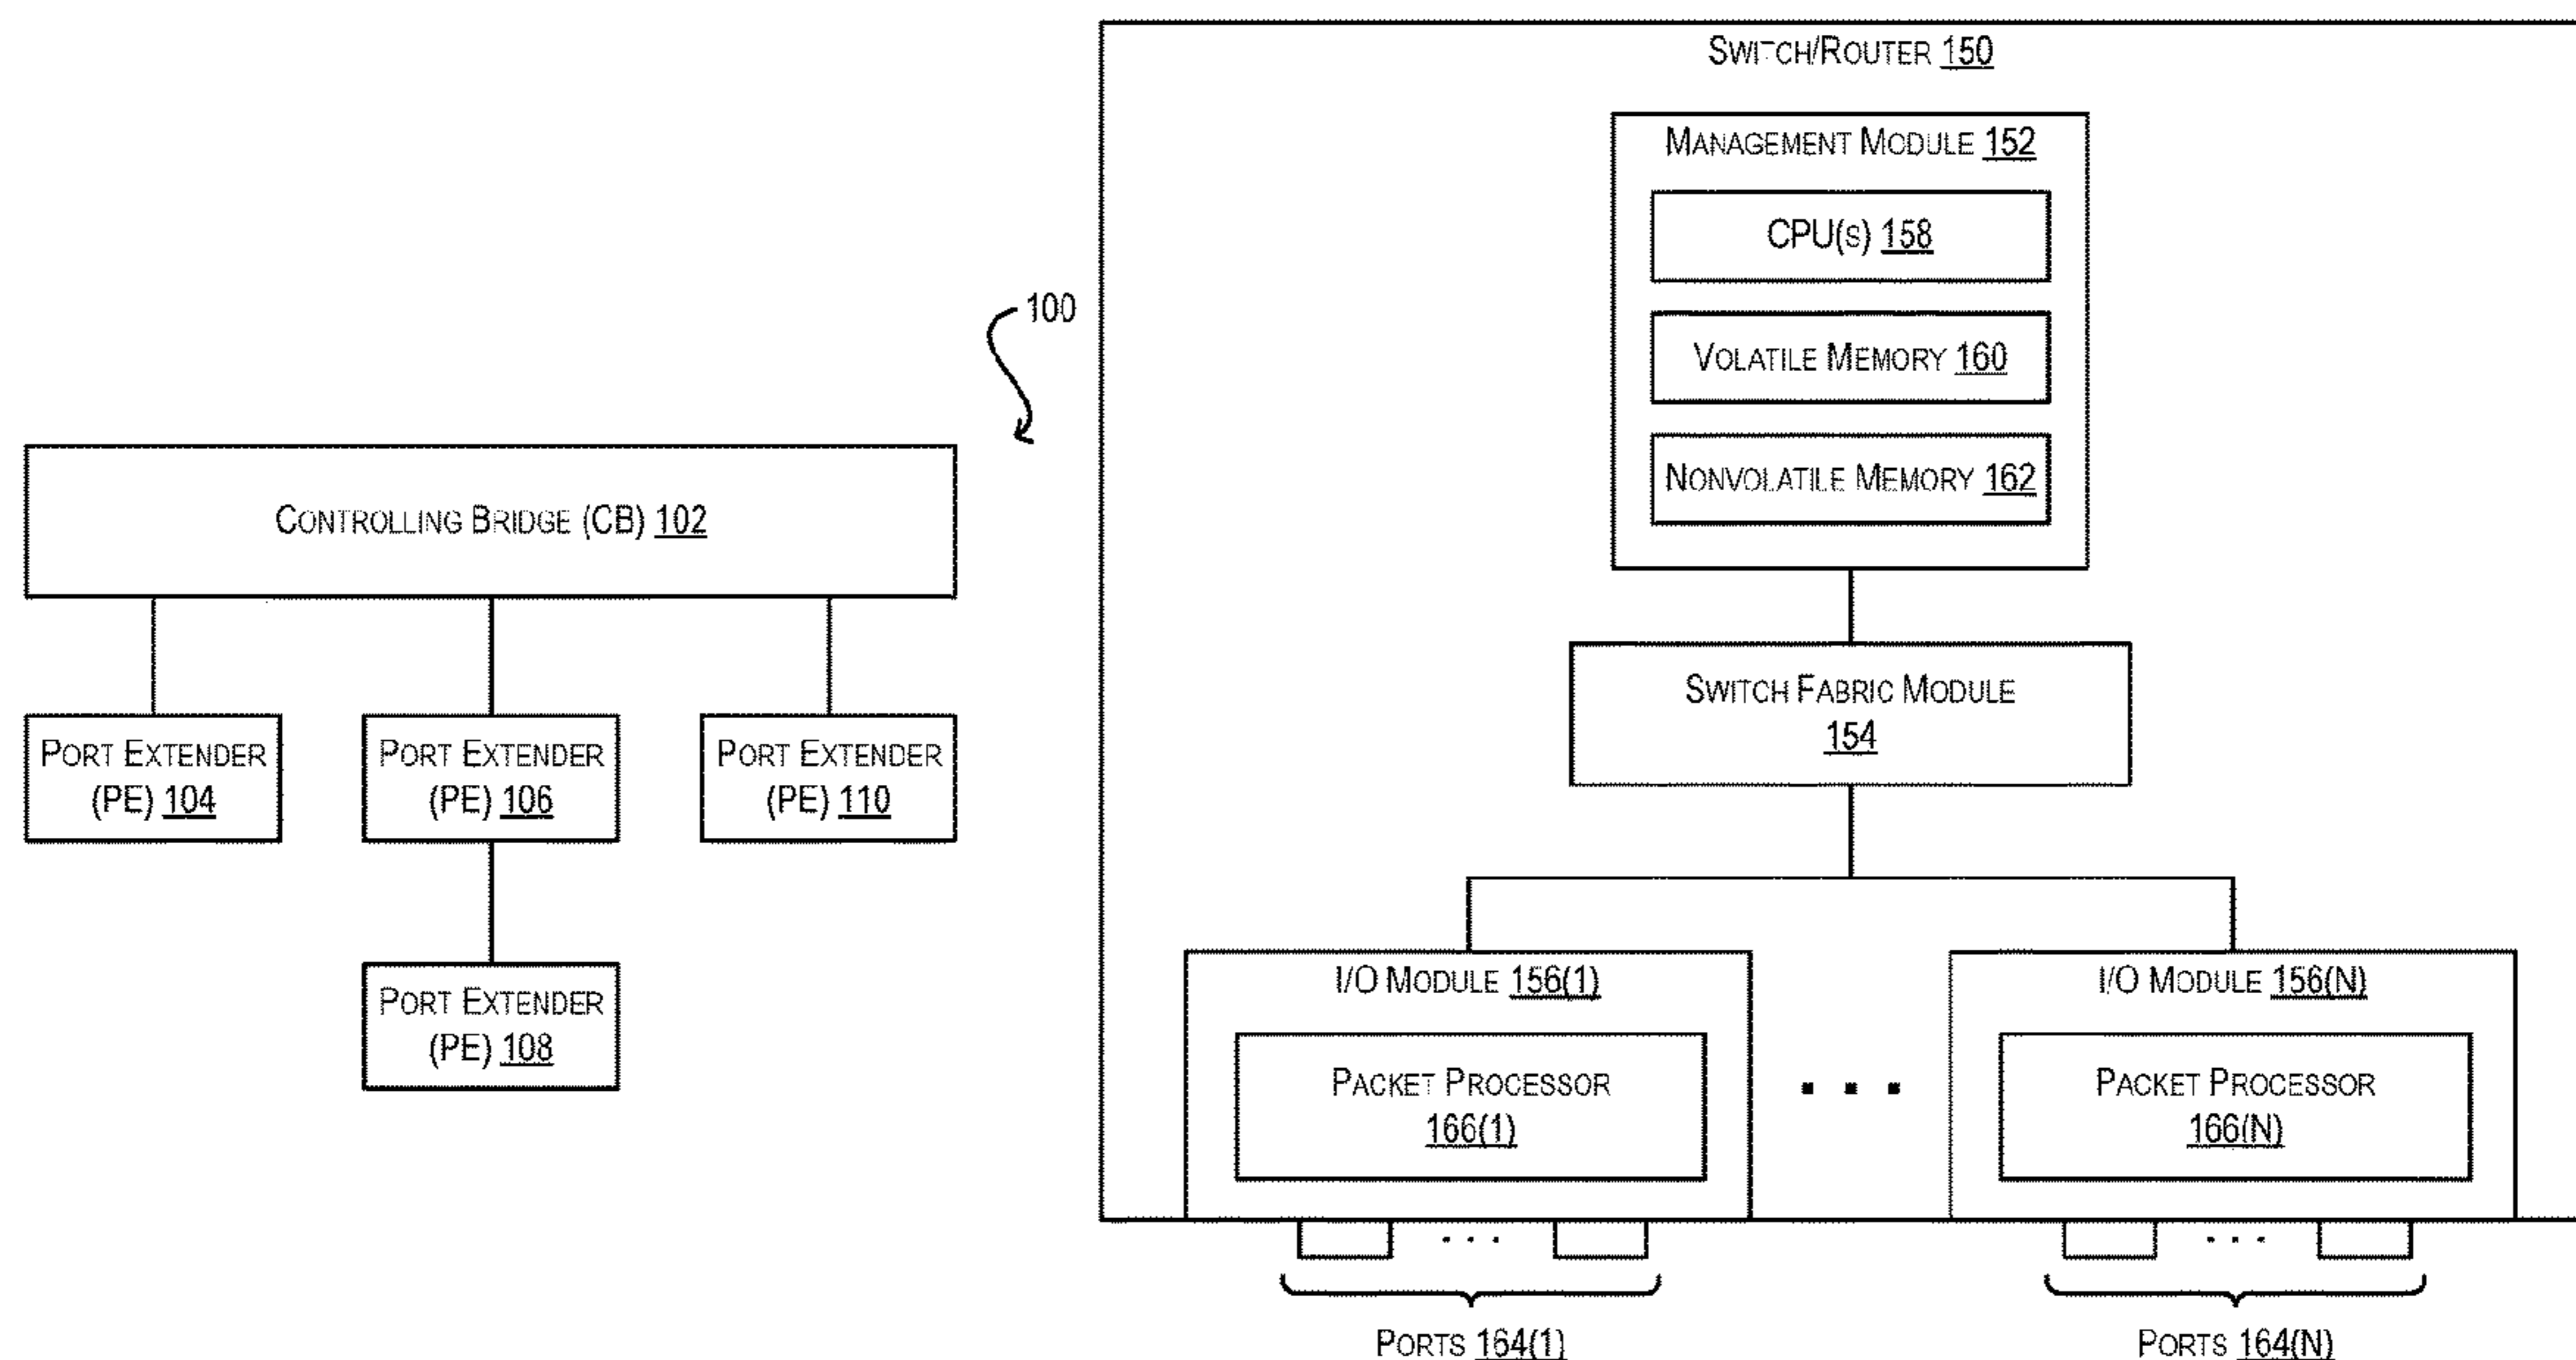 100
CONTROLLING BRIDGE (CB) 102
PORT EXTENDER
(PE) 104
PORT EXTENDER
(PE) 106
PORT EXTENDER
(PE) 110
PORT EXTENDER
(PE) 108
SWITCH/ROUTER 150
MANAGEMENT MODULE 152
CPU(S) 158
VOLATILE MEMORY 160
NONVOLATILE MEMORY 162
SWITCH FABRIC MODULE
154
I/O MODULE 156(1)
PACKET PROCESSOR
166(1)
. . .
I/O MODULE 156(N)
PACKET PROCESSOR
166(N)
. . .
. . .
PORTS 164(1)
PORTS 164(N)